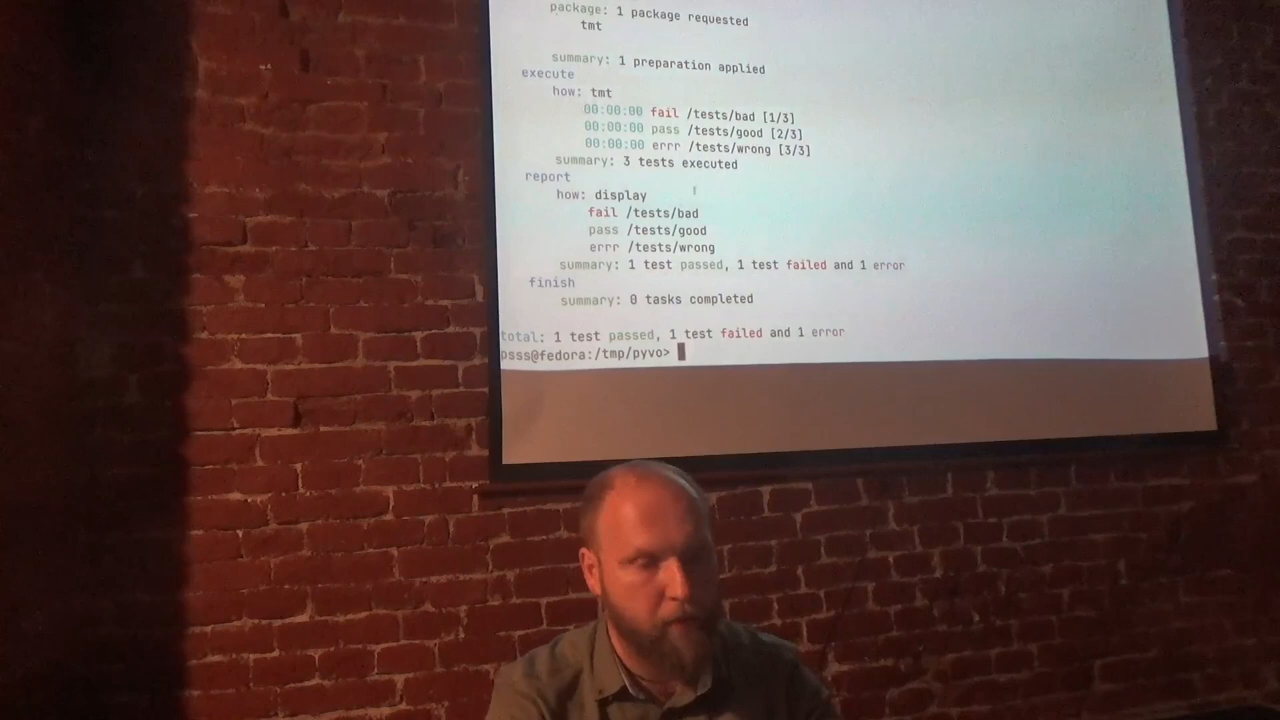 package: 1 package requested
tmt
summary: 1 preparation applied
execute
how: tmt
00:00:00 fail /tests/bad [1/3]
00:00:00 pass /tests/good [2/3]
00:00:00 errr /tests/wrong [3/3]
summary: 3 tests executed
report
how: display
fail /tests/bad
pass /tests/good
errr /tests/wrong
summary: 1 test passed, 1 test failed and 1 error
finish
summary: 0 tasks completed
total: 1 test passed, 1 test failed and 1 error
psss@fedora:/tmp/pyvo>